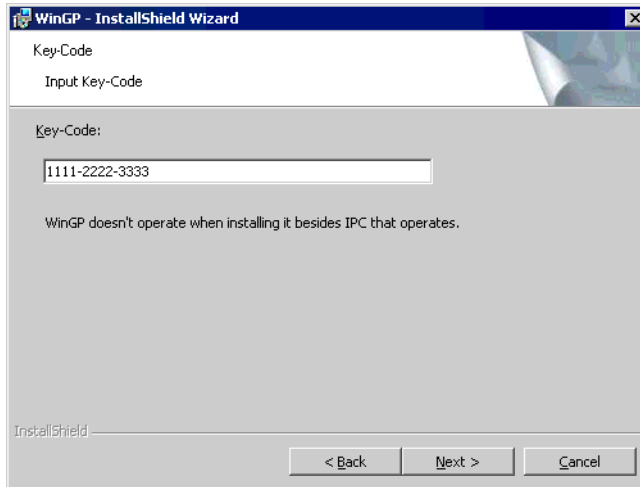 WinGP - InstallShield Wizard
Key-Code
Input Key-Code
Key-Code:
1111-2222-3333
WinGP doesn't operate when installing it besides IPC that operates.
InstallShield
< Back
Next >
Cancel